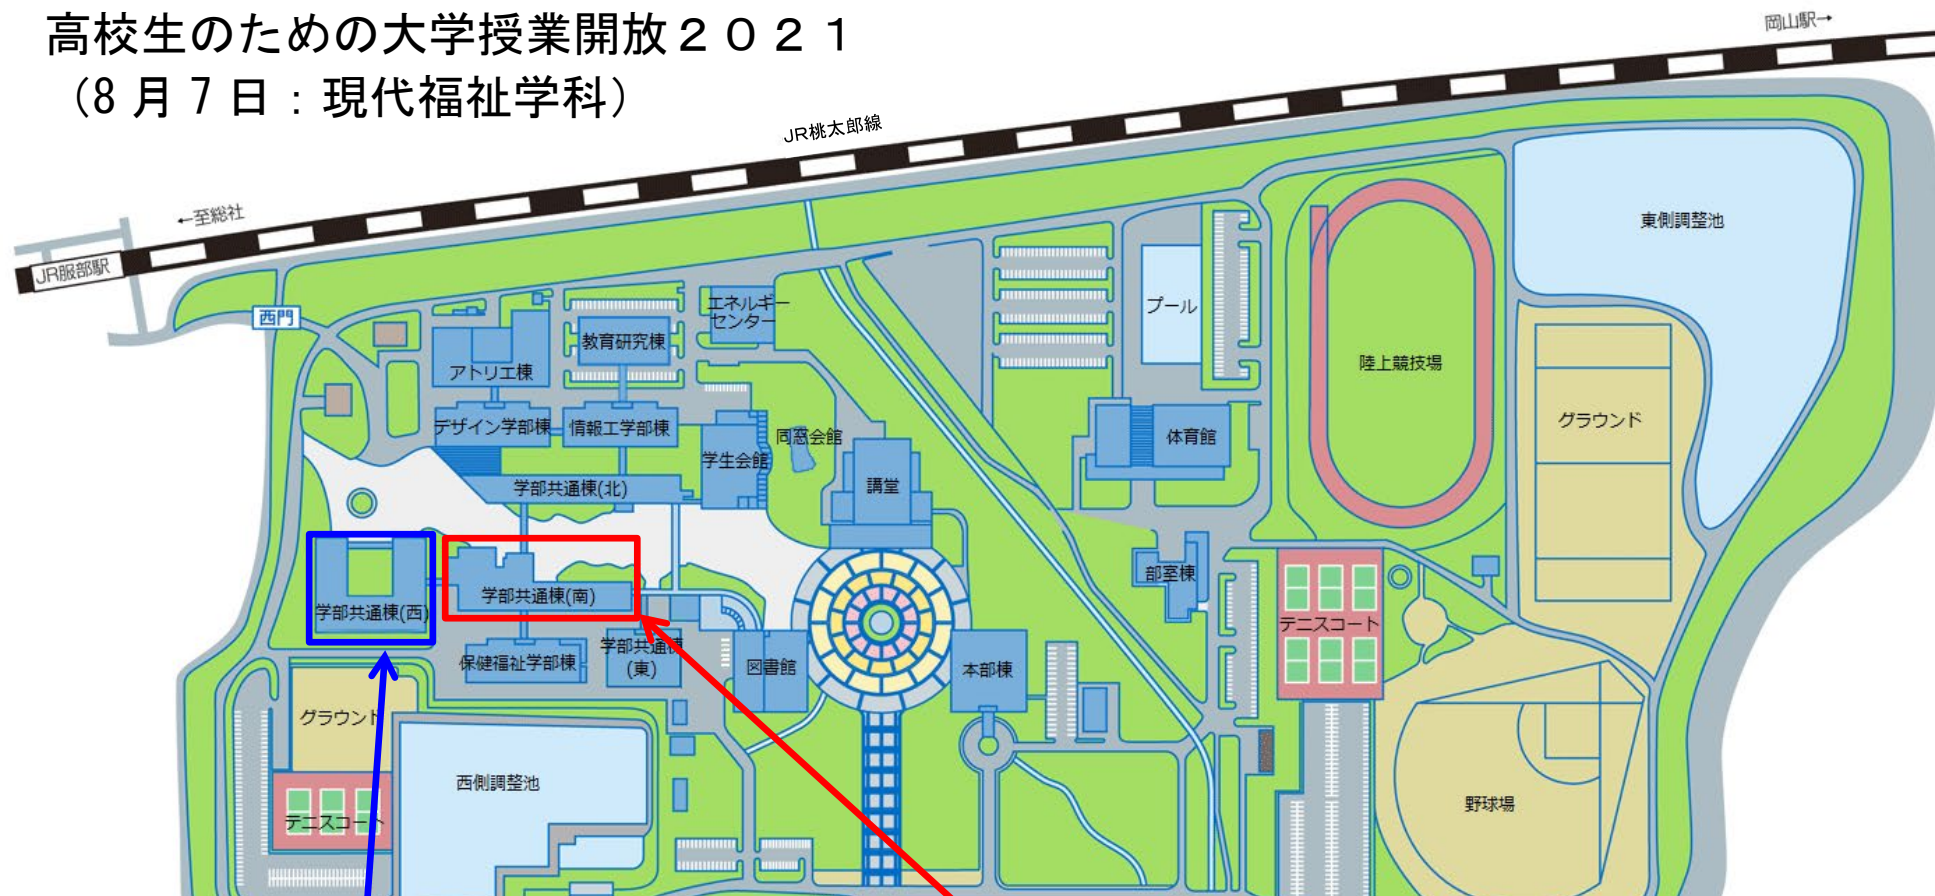 高校生のための大学授業開放２０２１
（8月7日：現代福祉学科）
岡山駅→
JR桃太郎線
←至総社
JR服部駅
西門
東側調整池
エネルギー
センター
プール
教育研究棟
アトリエ棟
陸上競技場
グラウンド
デザイン学部棟
情報工学部棟
同窓会館
体育館
学生会館
学部共通棟(北)
講堂
部室棟
学部共通棟(西)
学部共通棟(南)
テニスコート
保健福祉学部棟
学部共通棟
(東)
図書館
本部棟
グラウンド
西側調整池
テニスコート
野球場